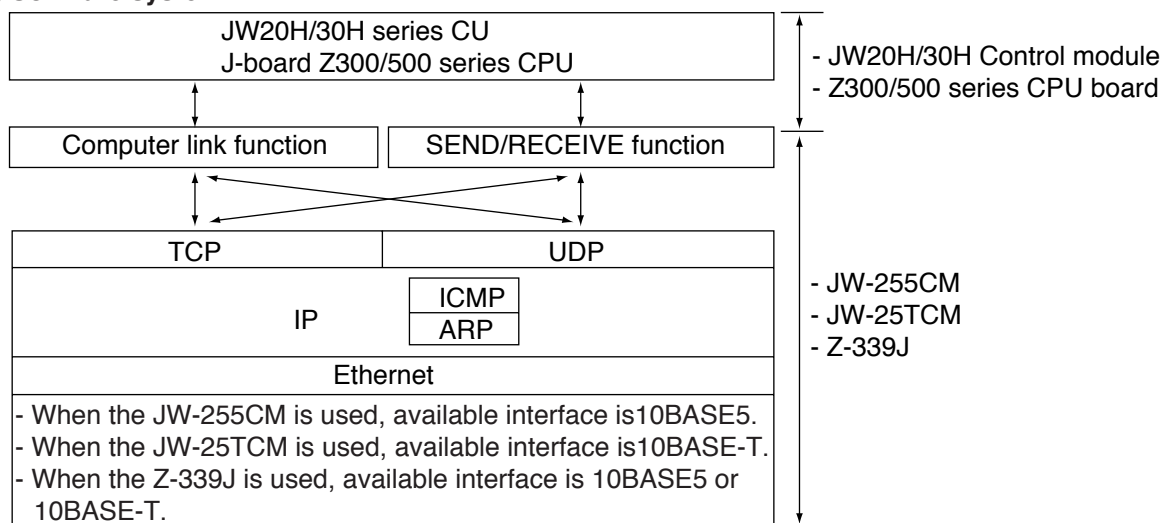 JW20H/30H series CU
J-board Z300/500 series CPU
- JW20H/30H Control module
- Z300/500 series CPU board
Computer link function
SEND/RECEIVE function
TCP
UDP
IP
ICMP
ARP
- JW-255CM
- JW-25TCM
- Z-339J
Ethernet
- When the JW-255CM is used, available interface is10BASE5.
- When the JW-25TCM is used, available interface is10BASE-T.
- When the Z-339J is used, available interface is 10BASE5 or
10BASE-T.